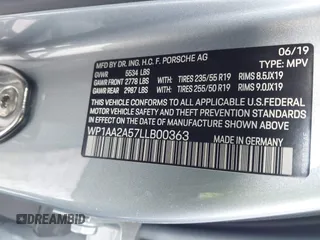 MFD BY DR. ING. H.C. F. PORSCHE AG 06/19
GVWR 5534 LBS TYPE: MPV
GAWR FRONT 2778 LBS WITH TIRES 235/55 R19 RIMS 8.5JX19
GAWR REAR 2987 LBS WITH TIRES 255/50 R19 RIMS 9.0JX19
THIS VEHICLE CONFORMS TO ALL APPLICABLE U.S.FEDERAL
MOTOR VEHICLE SAFETY AND THEFT PREVENTION STANDARDS
IN EFFECT ON THE DATE OF MANUFACTURE SHOWN ABOVE.
WP1AA2A57LLB00363
MADE IN GERMANY
DREAMBID